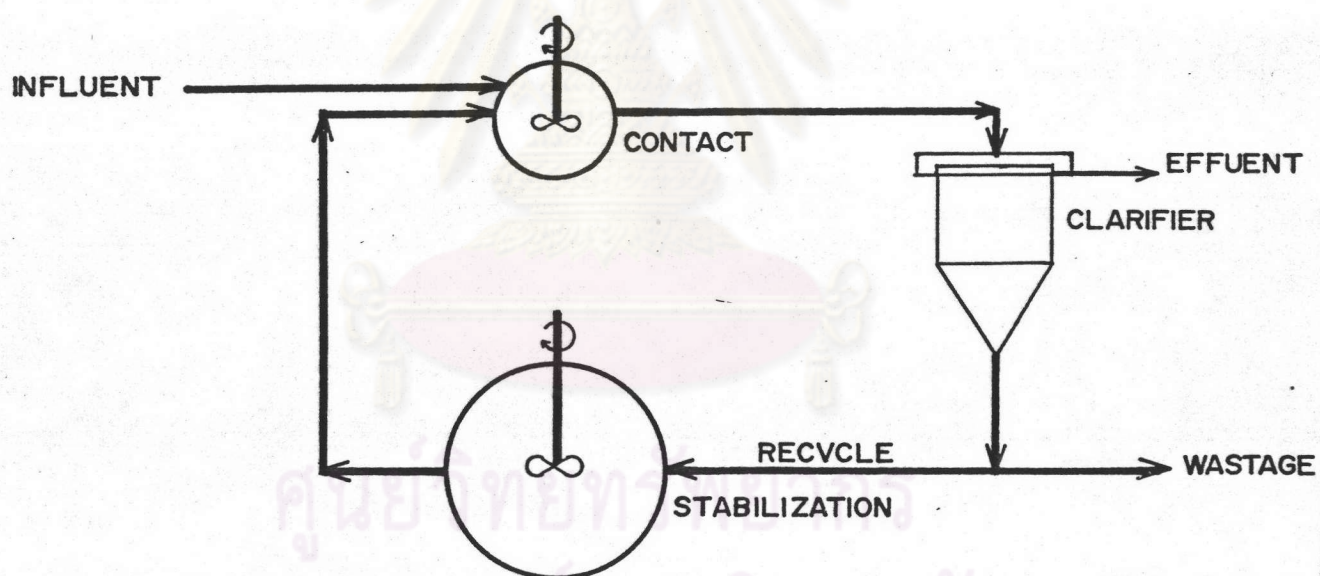 INFLUENT
CONTACT
EFFUENT
CLARIFIER
RECVCLE
WASTAGE
STABILIZATION
ศูนย์วิทยทรัพยากร